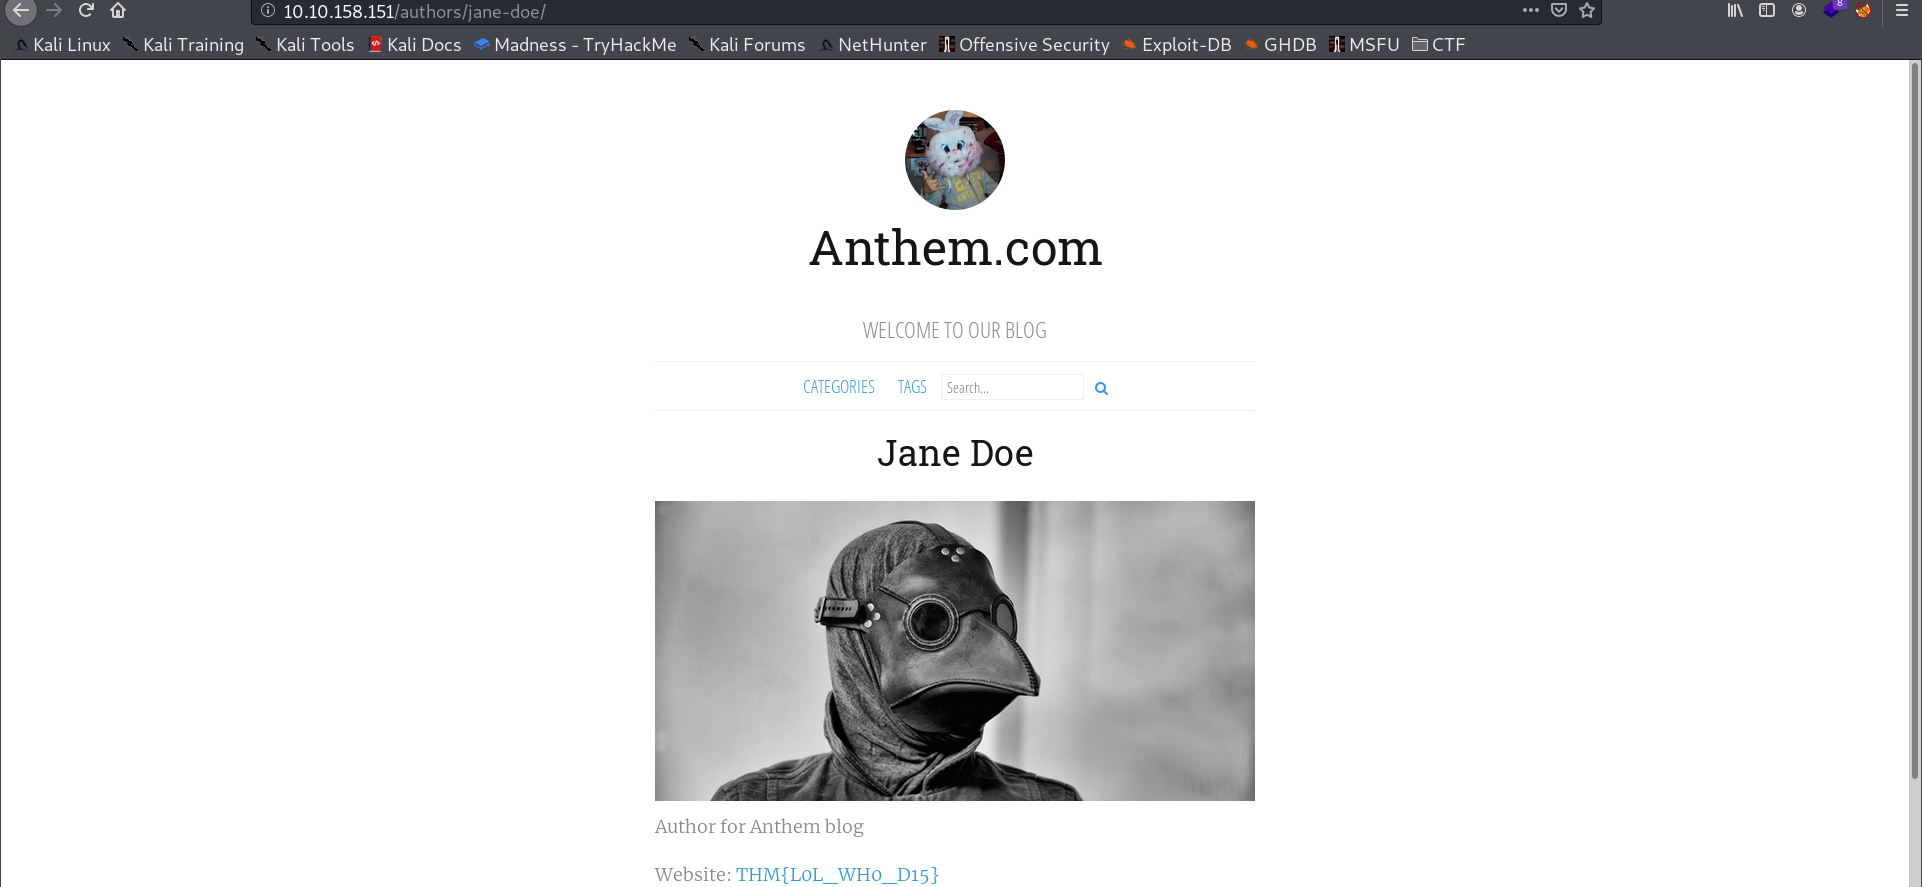 10.10.158.151/authors/jane-doe/
8
Kali Linux Kali Training Kali Tools Kali Docs Madness - TryHackMe Kali Forums NetHunter Offensive Security Exploit-DB GHDB MSFU CTF
Anthem.com
WELCOME TO OUR BLOG
CATEGORIES TAGS Search...
Jane Doe
Author for Anthem blog
Website: THM{L0L_WH0_D15}